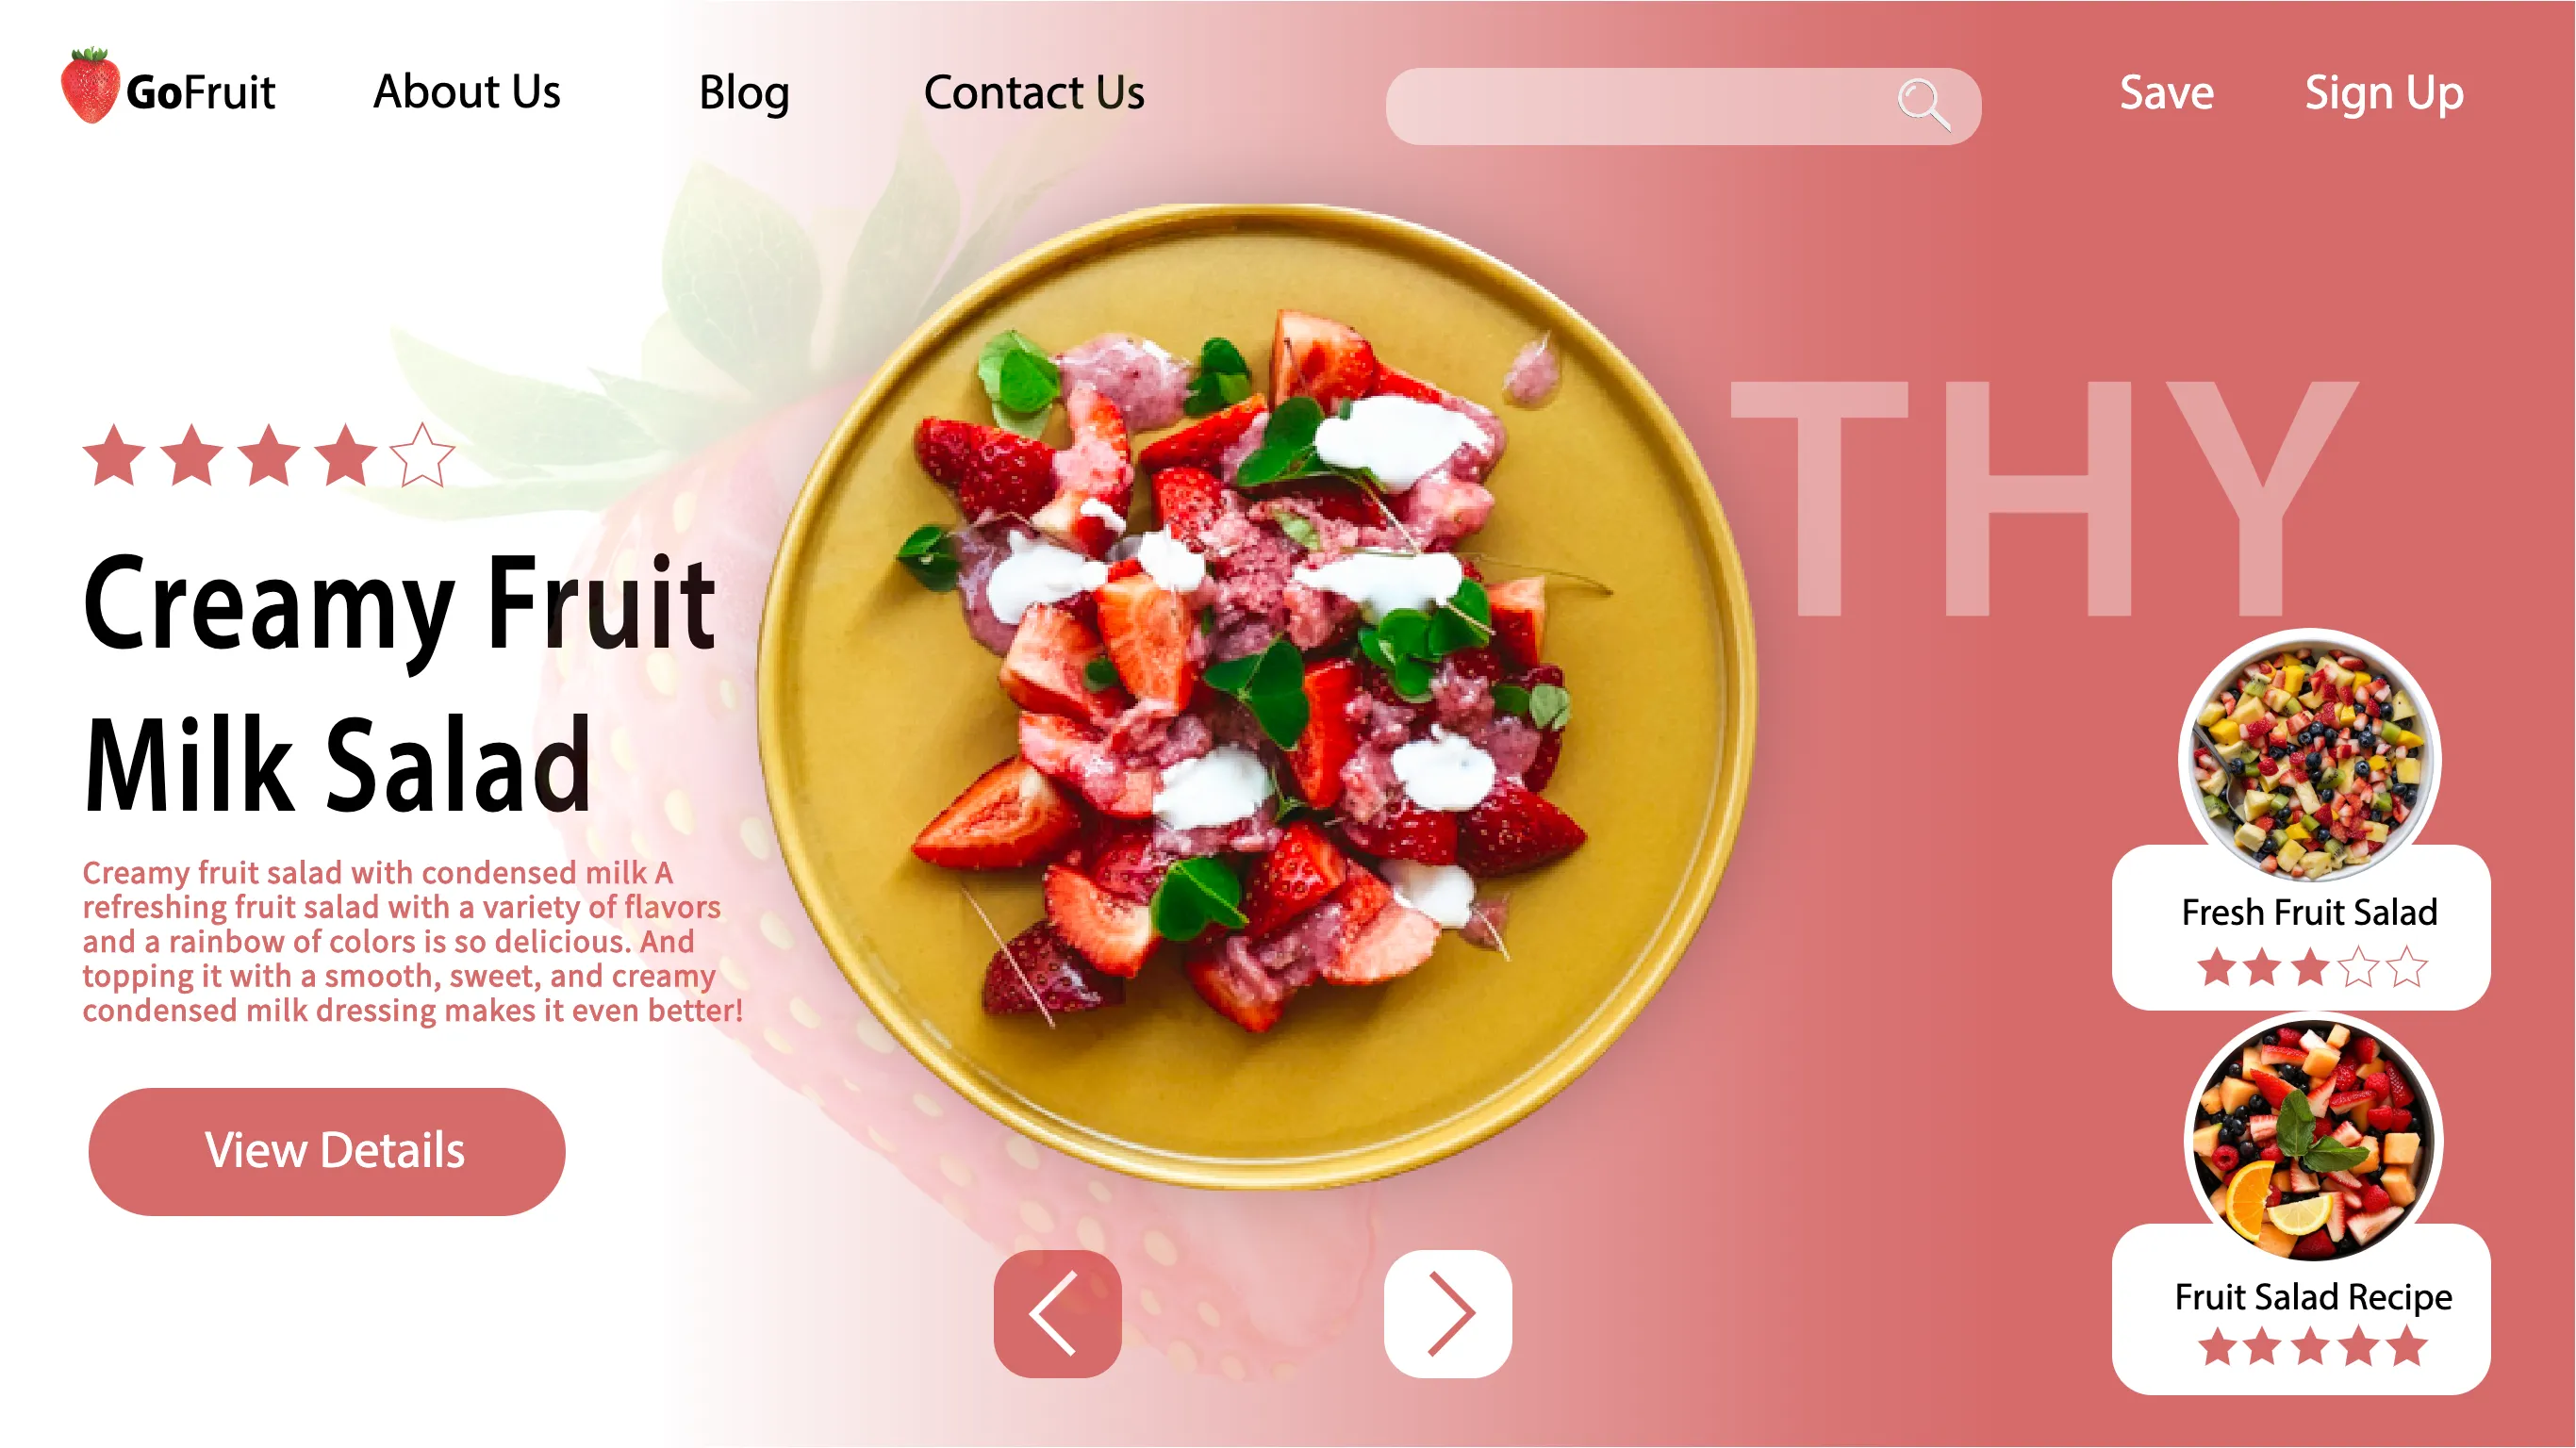 GoFruit
About Us
Blog
Contact Us
Save
Sign Up
THY
Creamy Fruit
Milk Salad
Creamy fruit salad with condensed milk A
refreshing fruit salad with a variety of flavors
and a rainbow of colors is so delicious. And
topping it with a smooth, sweet, and creamy
condensed milk dressing makes it even better!
View Details
Fresh Fruit Salad
Fruit Salad Recipe